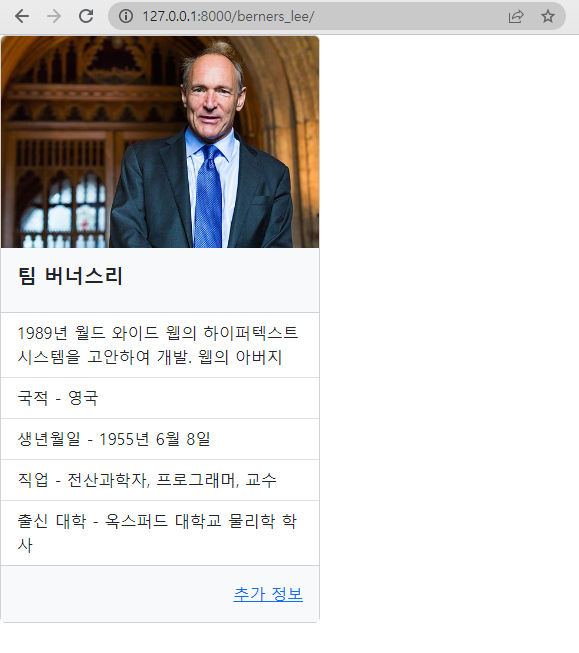 127.0.0.1:8000/berners_lee/
팀 버너스리
1989년 월드 와이드 웹의 하이퍼텍스트
시스템을 고안하여 개발. 웹의 아버지
국적 - 영국
생년월일 - 1955년 6월 8일
직업 - 전산과학자, 프로그래머, 교수
출신 대학 - 옥스퍼드 대학교 물리학 학
사
추가 정보